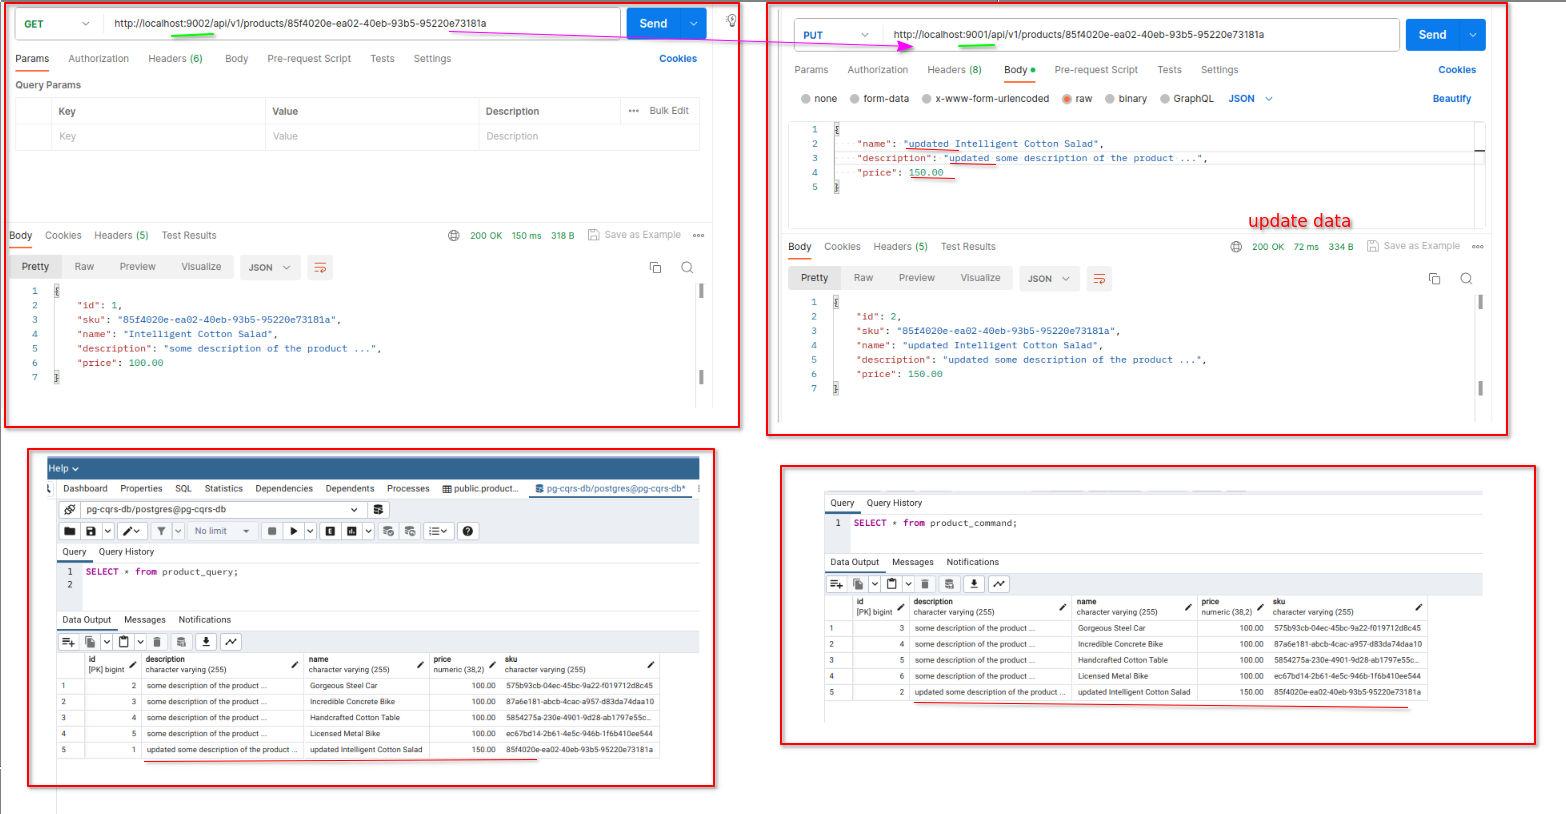 GET http://localhost:9002/api/v1/products/85f4020e-ea02-40eb-93b5-95220e73181a Send
Params Authorization Headers (6) Body Pre-request Script Tests Settings Cookies
Query Params
Key Value Description ••• Bulk Edit
Key Value Description
Body Cookies Headers (5) Test Results 200 OK 150 ms 318 B Save as Example
Pretty Raw Preview Visualize JSON
1 {
2 "id": 1,
3 "sku": "85f4020e-ea02-40eb-93b5-95220e73181a",
4 "name": "Intelligent Cotton Salad",
5 "description": "some description of the product ...",
6 "price": 100.00
7 }
PUT http://localhost:9001/api/v1/products/85f4020e-ea02-40eb-93b5-95220e73181a Send
Params Authorization Headers (8) Body Pre-request Script Tests Settings Cookies
none form-data x-www-form-urlencoded raw binary GraphQL JSON Beautify
1 {
2 "name": "updated Intelligent Cotton Salad",
3 "description": "updated some description of the product ...",
4 "price": 150.00
5 }
update data
Body Cookies Headers (5) Test Results 200 OK 72 ms 334 B Save as Example
Pretty Raw Preview Visualize JSON
1 {
2 "id": 2,
3 "sku": "85f4020e-ea02-40eb-93b5-95220e73181a",
4 "name": "updated Intelligent Cotton Salad",
5 "description": "updated some description of the product ...",
6 "price": 150.00
7 }
Help
Dashboard Properties SQL Statistics Dependencies Dependents Processes public.product... pg-cqrs-db/postgres@pg-cqrs-db*
pg-cqrs-db/postgres@pg-cqrs-db
No limit
Query Query History
1 SELECT * from product_query;
2
Data Output Messages Notifications
id description name price sku
[PK] bigint character varying (255) character varying (255) numeric (38,2) character varying (255)
1 2 some description of the product ... Gorgeous Steel Car 100.00 575b93cb-04ec-45bc-9a22-f019712d8c45
2 3 some description of the product ... Incredible Concrete Bike 100.00 87a6e181-abcb-4cac-a957-d83da74daa10
3 4 some description of the product ... Handcrafted Cotton Table 100.00 5854275a-230e-4901-9d28-ab1797e55c...
4 5 some description of the product ... Licensed Metal Bike 100.00 ec67bd14-2b61-4e5c-946b-1f6b410ee544
5 1 updated some description of the product ... updated Intelligent Cotton Salad 150.00 85f4020e-ea02-40eb-93b5-95220e73181a
Query Query History
1 SELECT * from product_command;
Data Output Messages Notifications
id description name price sku
[PK] bigint character varying (255) character varying (255) numeric (38,2) character varying (255)
1 3 some description of the product ... Gorgeous Steel Car 100.00 575b93cb-04ec-45bc-9a22-f019712d8c45
2 4 some description of the product ... Incredible Concrete Bike 100.00 87a6e181-abcb-4cac-a957-d83da74daa10
3 5 some description of the product ... Handcrafted Cotton Table 100.00 5854275a-230e-4901-9d28-ab1797e55c...
4 6 some description of the product ... Licensed Metal Bike 100.00 ec67bd14-2b61-4e5c-946b-1f6b410ee544
5 2 updated some description of the product ... updated Intelligent Cotton Salad 150.00 85f4020e-ea02-40eb-93b5-95220e73181a